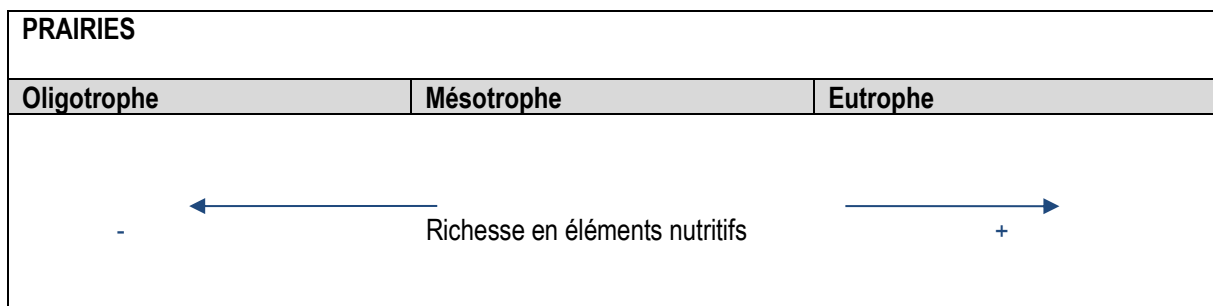 PRAIRIES
Oligotrophe Mésotrophe Eutrophe
- Richesse en éléments nutritifs +